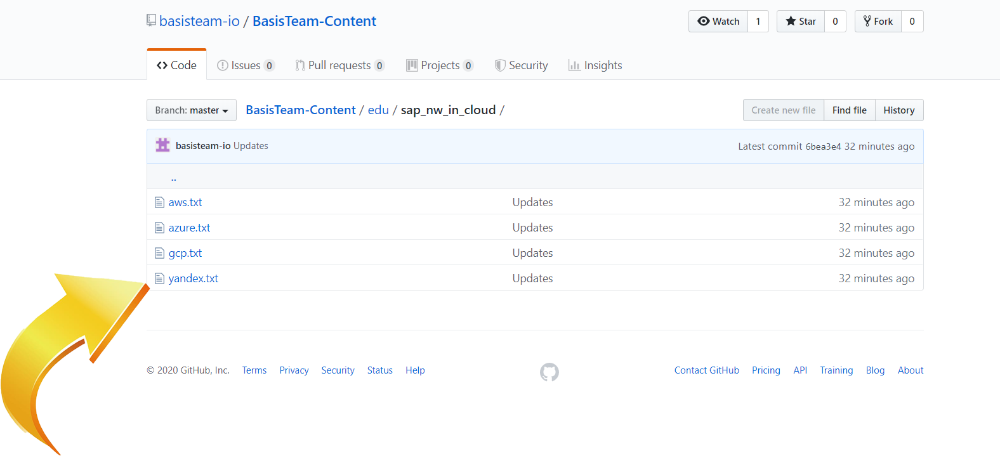 basisteam-io / BasisTeam-Content
Watch 1 Star 0 Fork 0
Code Issues 0 Pull requests 0 Projects 0 Security Insights
Branch: master BasisTeam-Content / edu / sap_nw_in_cloud / Create new file Find file History
basisteam-io Updates Latest commit 6bea3e4 32 minutes ago
..
aws.txt Updates 32 minutes ago
azure.txt Updates 32 minutes ago
gcp.txt Updates 32 minutes ago
yandex.txt Updates 32 minutes ago
© 2020 GitHub, Inc. Terms Privacy Security Status Help Contact GitHub Pricing API Training Blog About